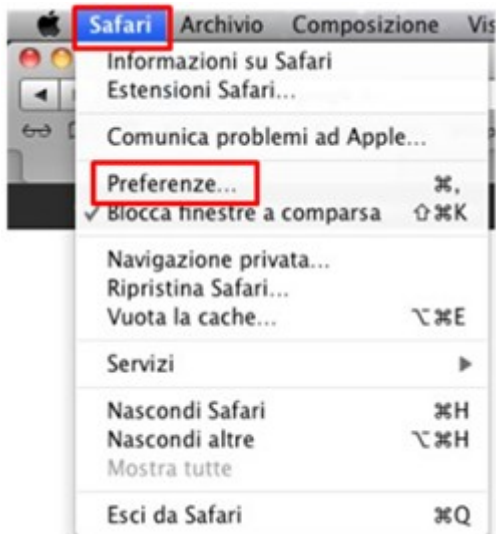 Safari Archivio Composizione Vis
Informazioni su Safari
Estensioni Safari...
Comunica problemi ad Apple...
Preferenze... ⌘,
✓ Blocca finestre a comparsa ⇧⌘K
Navigazione privata...
Ripristina Safari...
Vuota la cache... ⌥⌘E
Servizi ▶
Nascondi Safari ⌘H
Nascondi altre ⌥⌘H
Mostra tutte
Esci da Safari ⌘Q